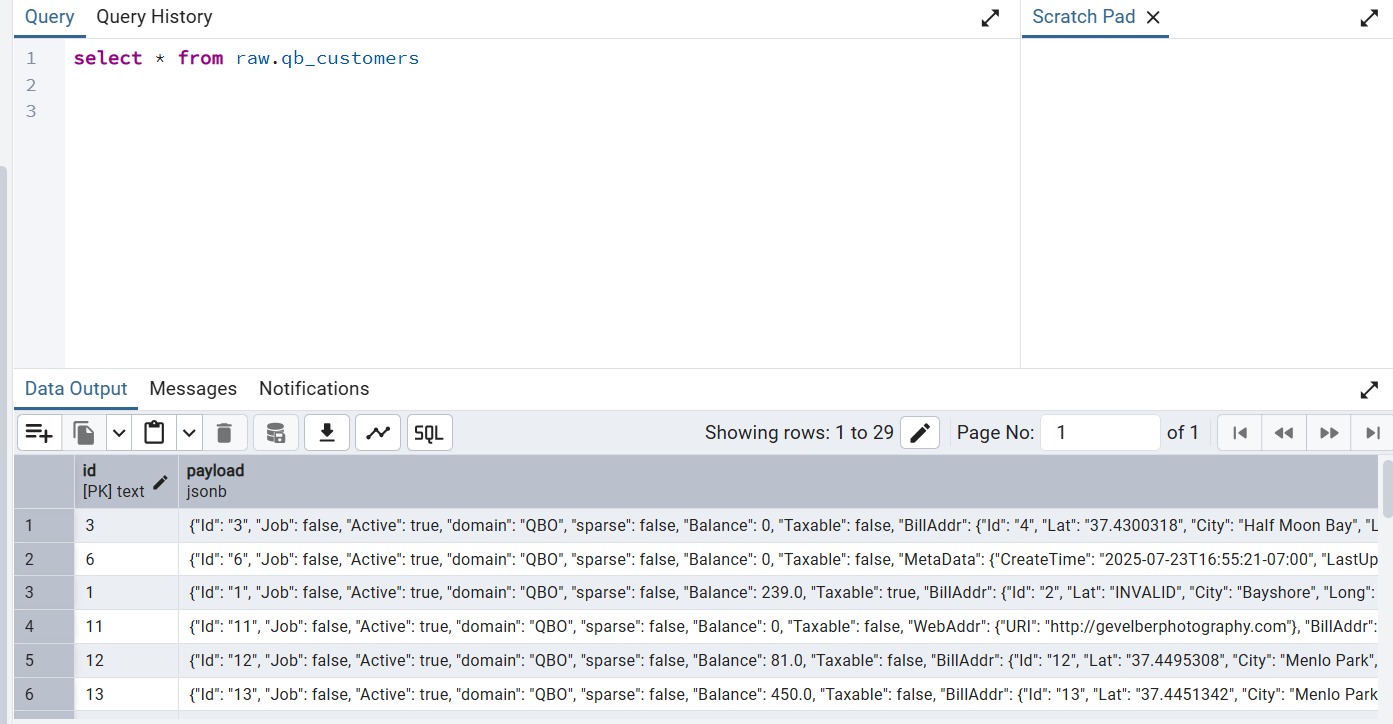 Query Query History Scratch Pad
1 select * from raw.qb_customers
2
3
Data Output Messages Notifications
SQL Showing rows: 1 to 29 Page No: 1 of 1
id payload
[PK] text jsonb
1 3 {"Id": "3", "Job": false, "Active": true, "domain": "QBO", "sparse": false, "Balance": 0, "Taxable": false, "BillAddr": {"Id": "4", "Lat": "37.4300318", "City": "Half Moon Bay", "L
2 6 {"Id": "6", "Job": false, "Active": true, "domain": "QBO", "sparse": false, "Balance": 0, "Taxable": false, "MetaData": {"CreateTime": "2025-07-23T16:55:21-07:00", "LastUp
3 1 {"Id": "1", "Job": false, "Active": true, "domain": "QBO", "sparse": false, "Balance": 239.0, "Taxable": true, "BillAddr": {"Id": "2", "Lat": "INVALID", "City": "Bayshore", "Long":
4 11 {"Id": "11", "Job": false, "Active": true, "domain": "QBO", "sparse": false, "Balance": 0, "Taxable": false, "WebAddr": {"URI": "http://gevelberphotography.com"}, "BillAddr":
5 12 {"Id": "12", "Job": false, "Active": true, "domain": "QBO", "sparse": false, "Balance": 81.0, "Taxable": false, "BillAddr": {"Id": "12", "Lat": "37.4495308", "City": "Menlo Park",
6 13 {"Id": "13", "Job": false, "Active": true, "domain": "QBO", "sparse": false, "Balance": 450.0, "Taxable": false, "BillAddr": {"Id": "13", "Lat": "37.4451342", "City": "Menlo Park